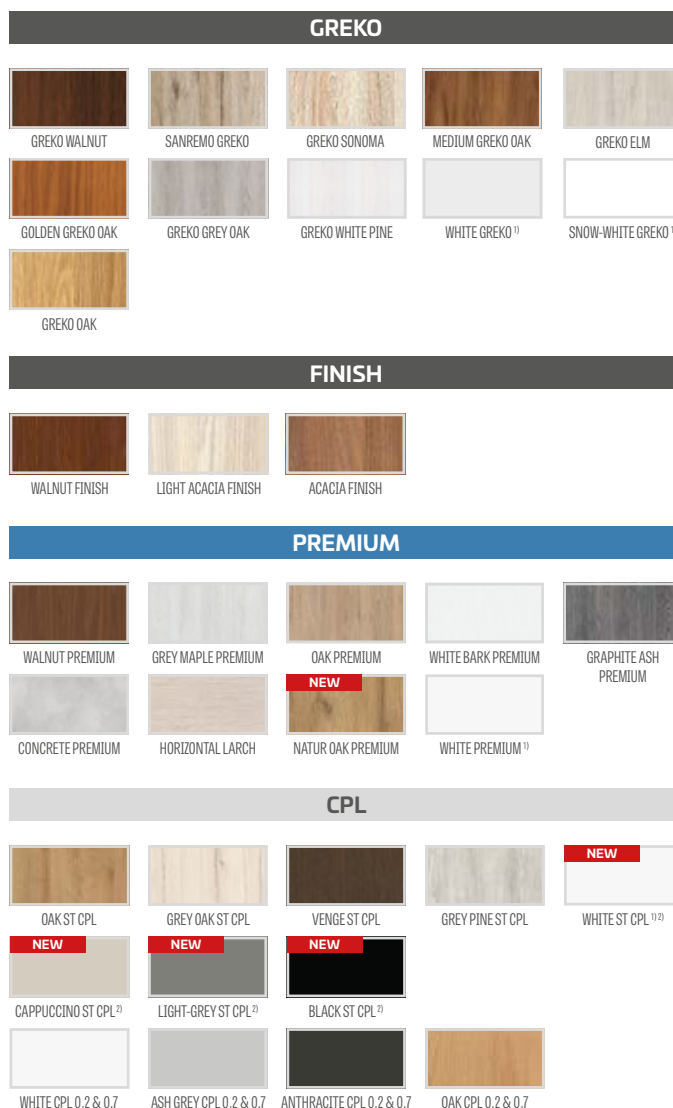 GREKO
GREKO WALNUT
SANREMO GREKO
GREKO SONOMA
MEDIUM GREKO OAK
GREKO ELM
GOLDEN GREKO OAK
GREKO GREY OAK
GREKO WHITE PINE
WHITE GREKO 1)
SNOW-WHITE GREKO 1)
GREKO OAK
FINISH
WALNUT FINISH
LIGHT ACACIA FINISH
ACACIA FINISH
PREMIUM
WALNUT PREMIUM
GREY MAPLE PREMIUM
OAK PREMIUM
WHITE BARK PREMIUM
GRAPHITE ASH
PREMIUM
NEW
CONCRETE PREMIUM
HORIZONTAL LARCH
NATUR OAK PREMIUM
WHITE PREMIUM 1)
CPL
NEW
OAK ST CPL
GREY OAK ST CPL
VENGE ST CPL
GREY PINE ST CPL
WHITE ST CPL 1) 2)
NEW
NEW
NEW
CAPPUCCINO ST CPL 2)
LIGHT-GREY ST CPL 2)
BLACK ST CPL 2)
WHITE CPL 0.2 & 0.7
ASH GREY CPL 0.2 & 0.7
ANTHRACITE CPL 0.2 & 0.7
OAK CPL 0.2 & 0.7